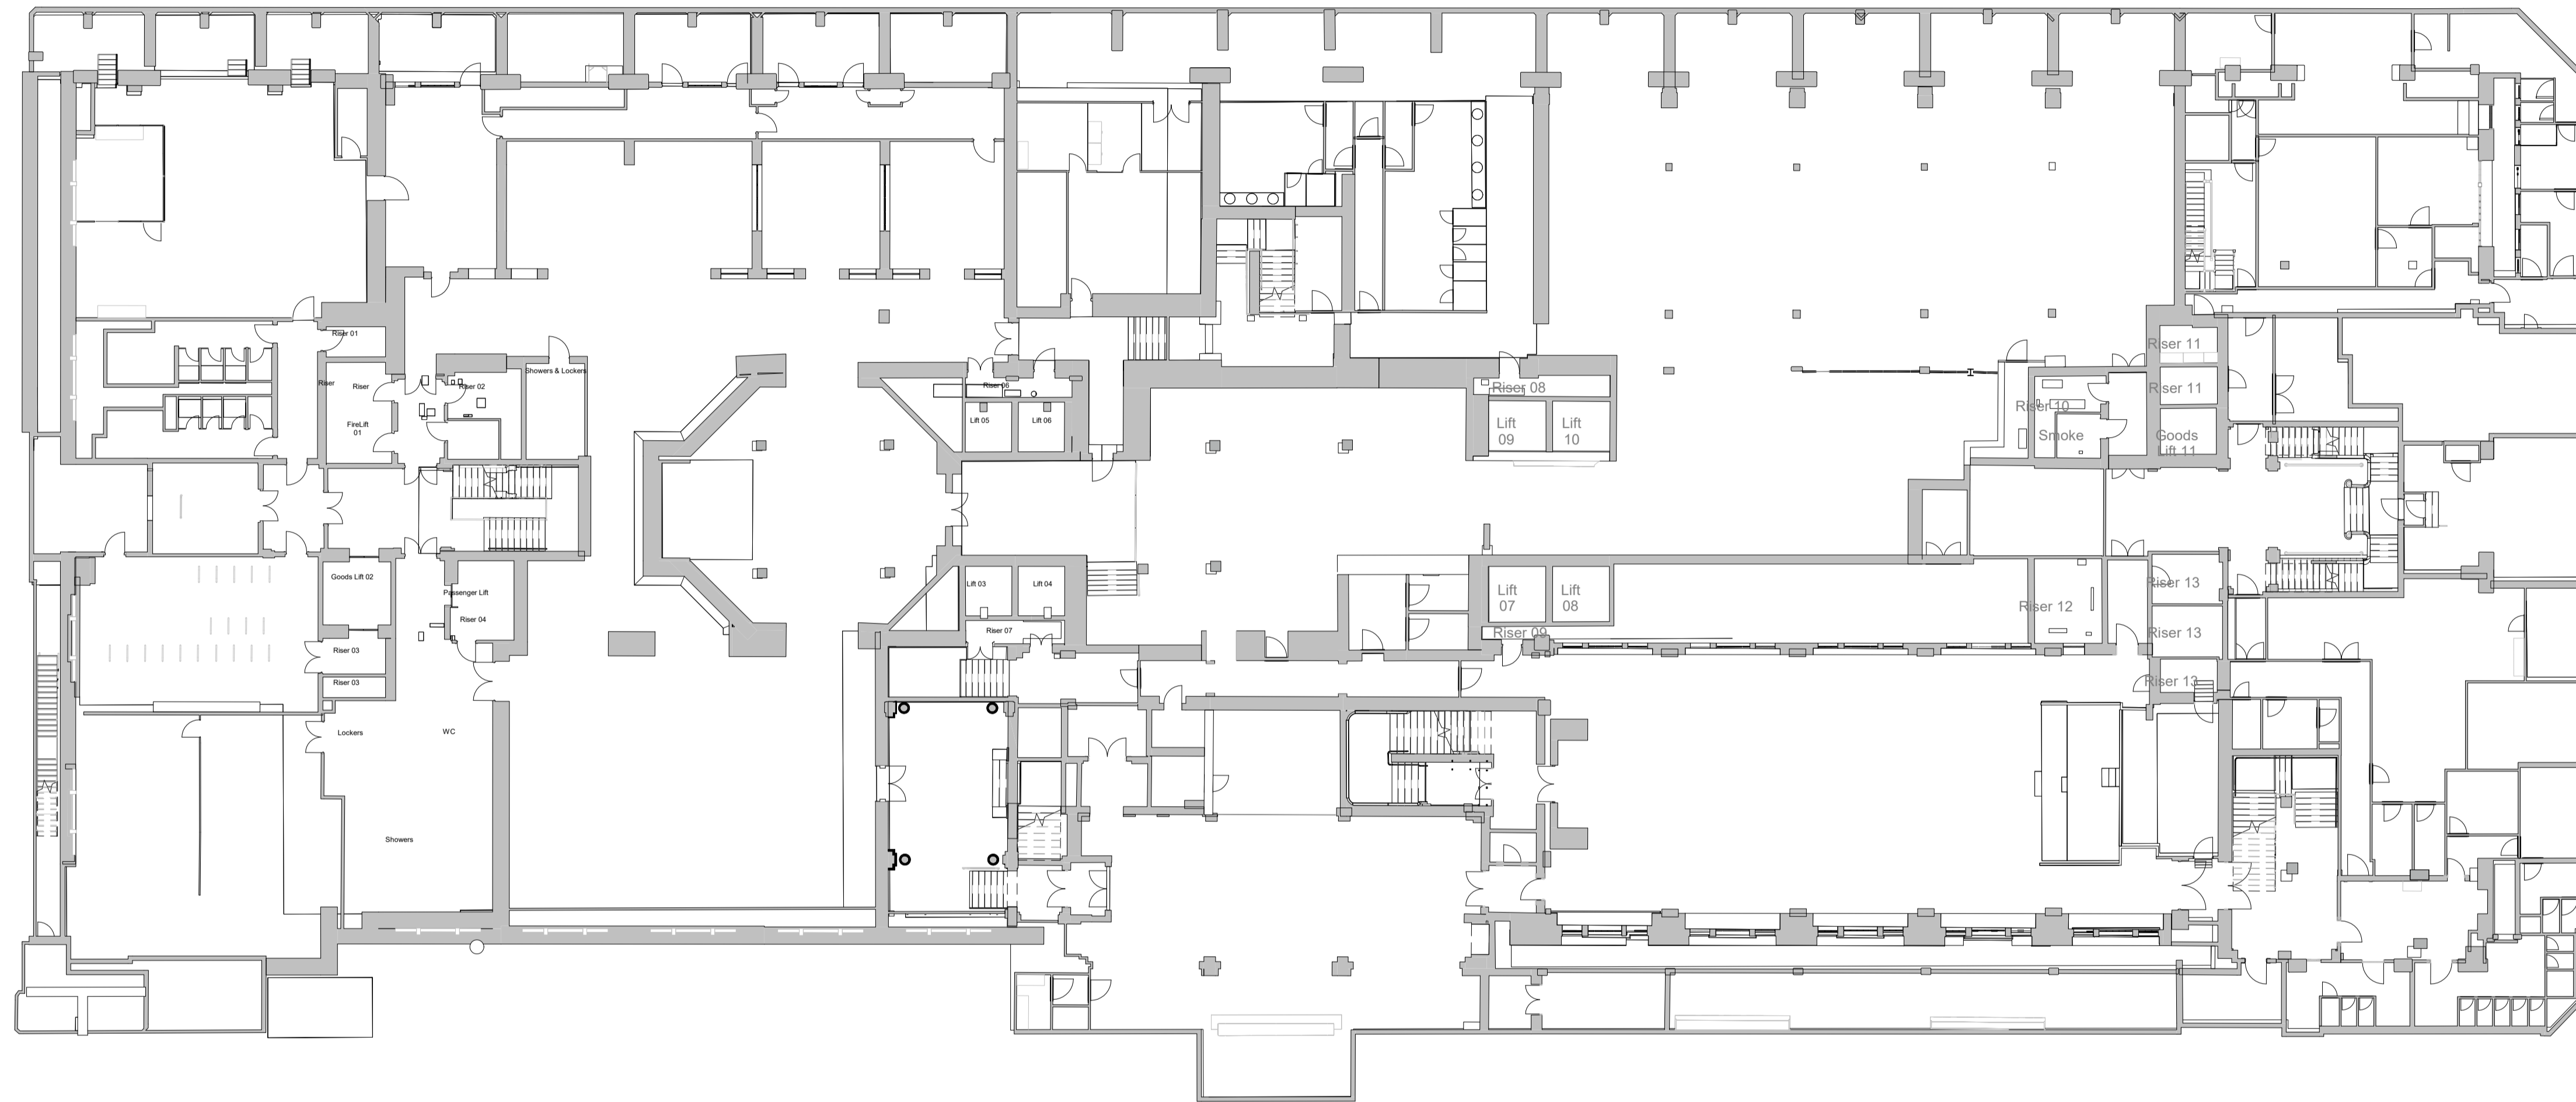 Riser 01
Riser 11
Showers & Lockers
Riser
Riser
Riser 02
Riser 06
Riser 08
Riser 11
Riser 10
FireLift
01
Lift 05
Lift 06
Lift
09
Lift
10
Smoke
Goods
Lift 11
Goods Lift 02
Passenger Lift
Lift 03
Lift 04
Lift
07
Lift
08
Riser 13
Riser 12
Riser 04
Riser 07
Riser 09
Riser 13
Riser 03
Riser 03
Riser 13
Lockers
WC
Showers